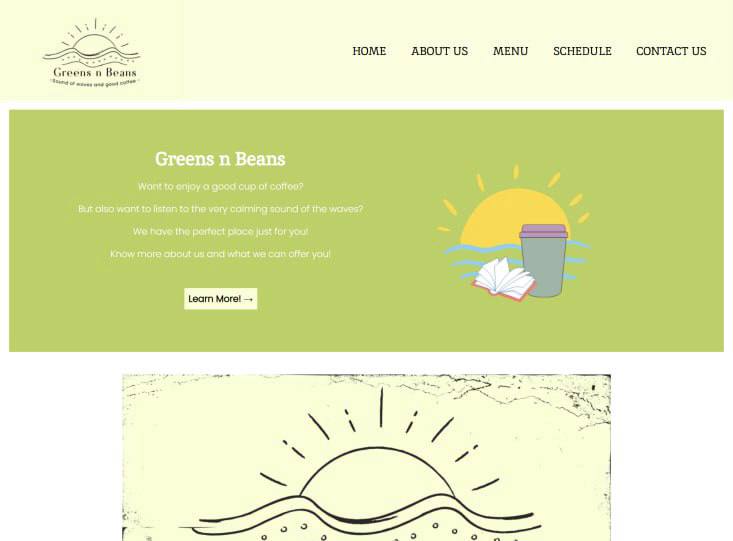 Greens n Beans
~Sound of waves and good coffee~
HOME ABOUT US MENU SCHEDULE CONTACT US
Greens n Beans
Want to enjoy a good cup of coffee?
But also want to listen to the very calming sound of the waves?
We have the perfect place just for you!
Know more about us and what we can offer you!
Learn More! →